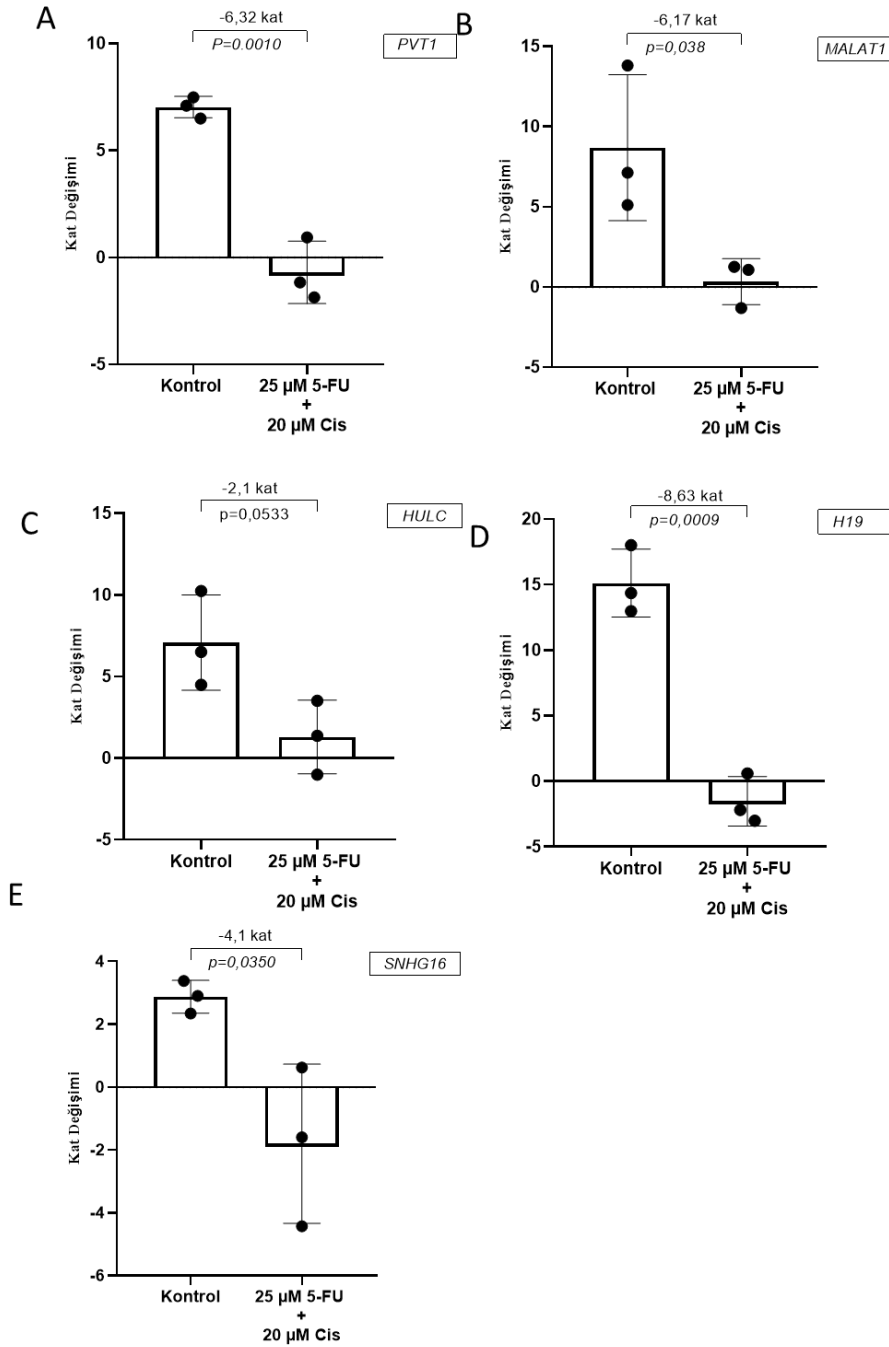 A
-6,32 kat
P=0.0010
PVT1
Kat Değişimi
10
5
0
-5
Kontrol
25 µM 5-FU
+
20 µM Cis
B
-6,17 kat
p=0,038
MALAT1
Kat Değişimi
15
10
5
0
-5
Kontrol
25 µM 5-FU
+
20 µM Cis
C
-2,1 kat
p=0,0533
HULC
Kat Değişimi
15
10
5
0
-5
Kontrol
25 µM 5-FU
+
20 µM Cis
D
-8,63 kat
p=0,0009
H19
Kat Değişimi
20
15
10
5
0
-5
Kontrol
25 µM 5-FU
+
20 µM Cis
E
-4,1 kat
p=0,0350
SNHG16
Kat Değişimi
4
2
0
-2
-4
-6
Kontrol
25 µM 5-FU
+
20 µM Cis